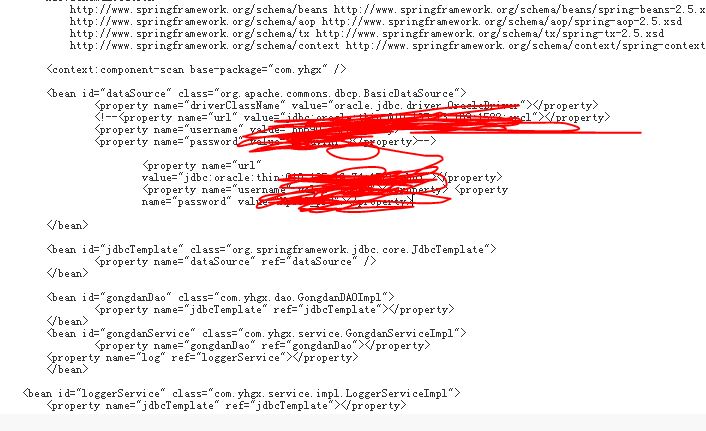 http://www.springframework.org/schema/beans http://www.springframework.org/schema/beans/spring-beans-2.5.x
http://www.springframework.org/schema/aop http://www.springframework.org/schema/aop/spring-aop-2.5.xsd
http://www.springframework.org/schema/tx http://www.springframework.org/schema/tx/spring-tx-2.5.xsd
http://www.springframework.org/schema/context http://www.springframework.org/schema/context/spring-context
<context:component-scan base-package="com.yhgx" />
<bean id="dataSource" class="org.apache.commons.dbcp.BasicDataSource">
<property name="driverClassName" value="oracle.jdbc.driver.OracleDriver"></property>
<!--<property name="url" value="jdbc:oracle
<property name="username" value=
<property name="password" </property>-->
<property name="url"
value="jdbc:oracle:thin: ></property>
<property name="username" </property> <property
name="password" value= </property>
</bean>
<bean id="jdbcTemplate" class="org.springframework.jdbc.core.JdbcTemplate">
<property name="dataSource" ref="dataSource" />
</bean>
<bean id="gongdanDao" class="com.yhgx.dao.GongdanDAOImpl">
<property name="jdbcTemplate" ref="jdbcTemplate"></property>
</bean>
<bean id="gongdanService" class="com.yhgx.service.GongdanServiceImpl">
<property name="gongdanDao" ref="gongdanDao"></property>
<property name="log" ref="loggerService"></property>
</bean>
<bean id="loggerService" class="com.yhgx.service.impl.LoggerServiceImpl">
<property name="jdbcTemplate" ref="jdbcTemplate"></property>